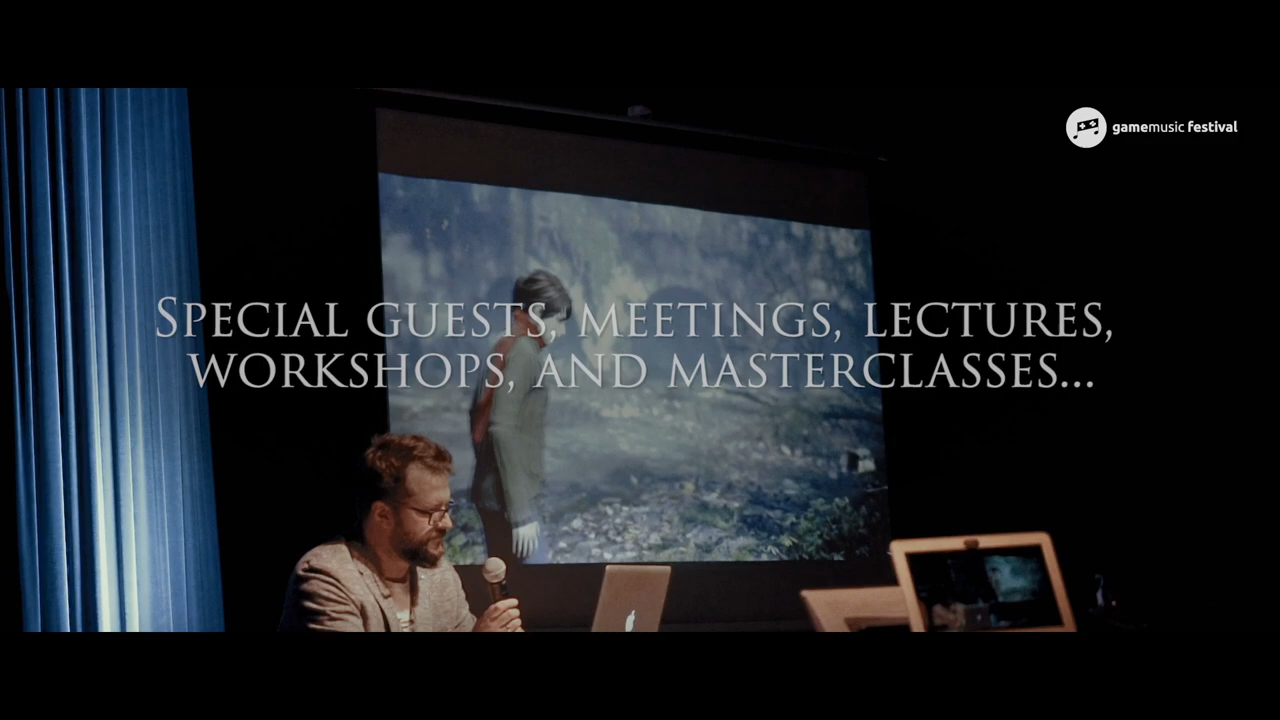 gamemusic festival
Special guests, meetings, lectures,
workshops, and masterclasses...